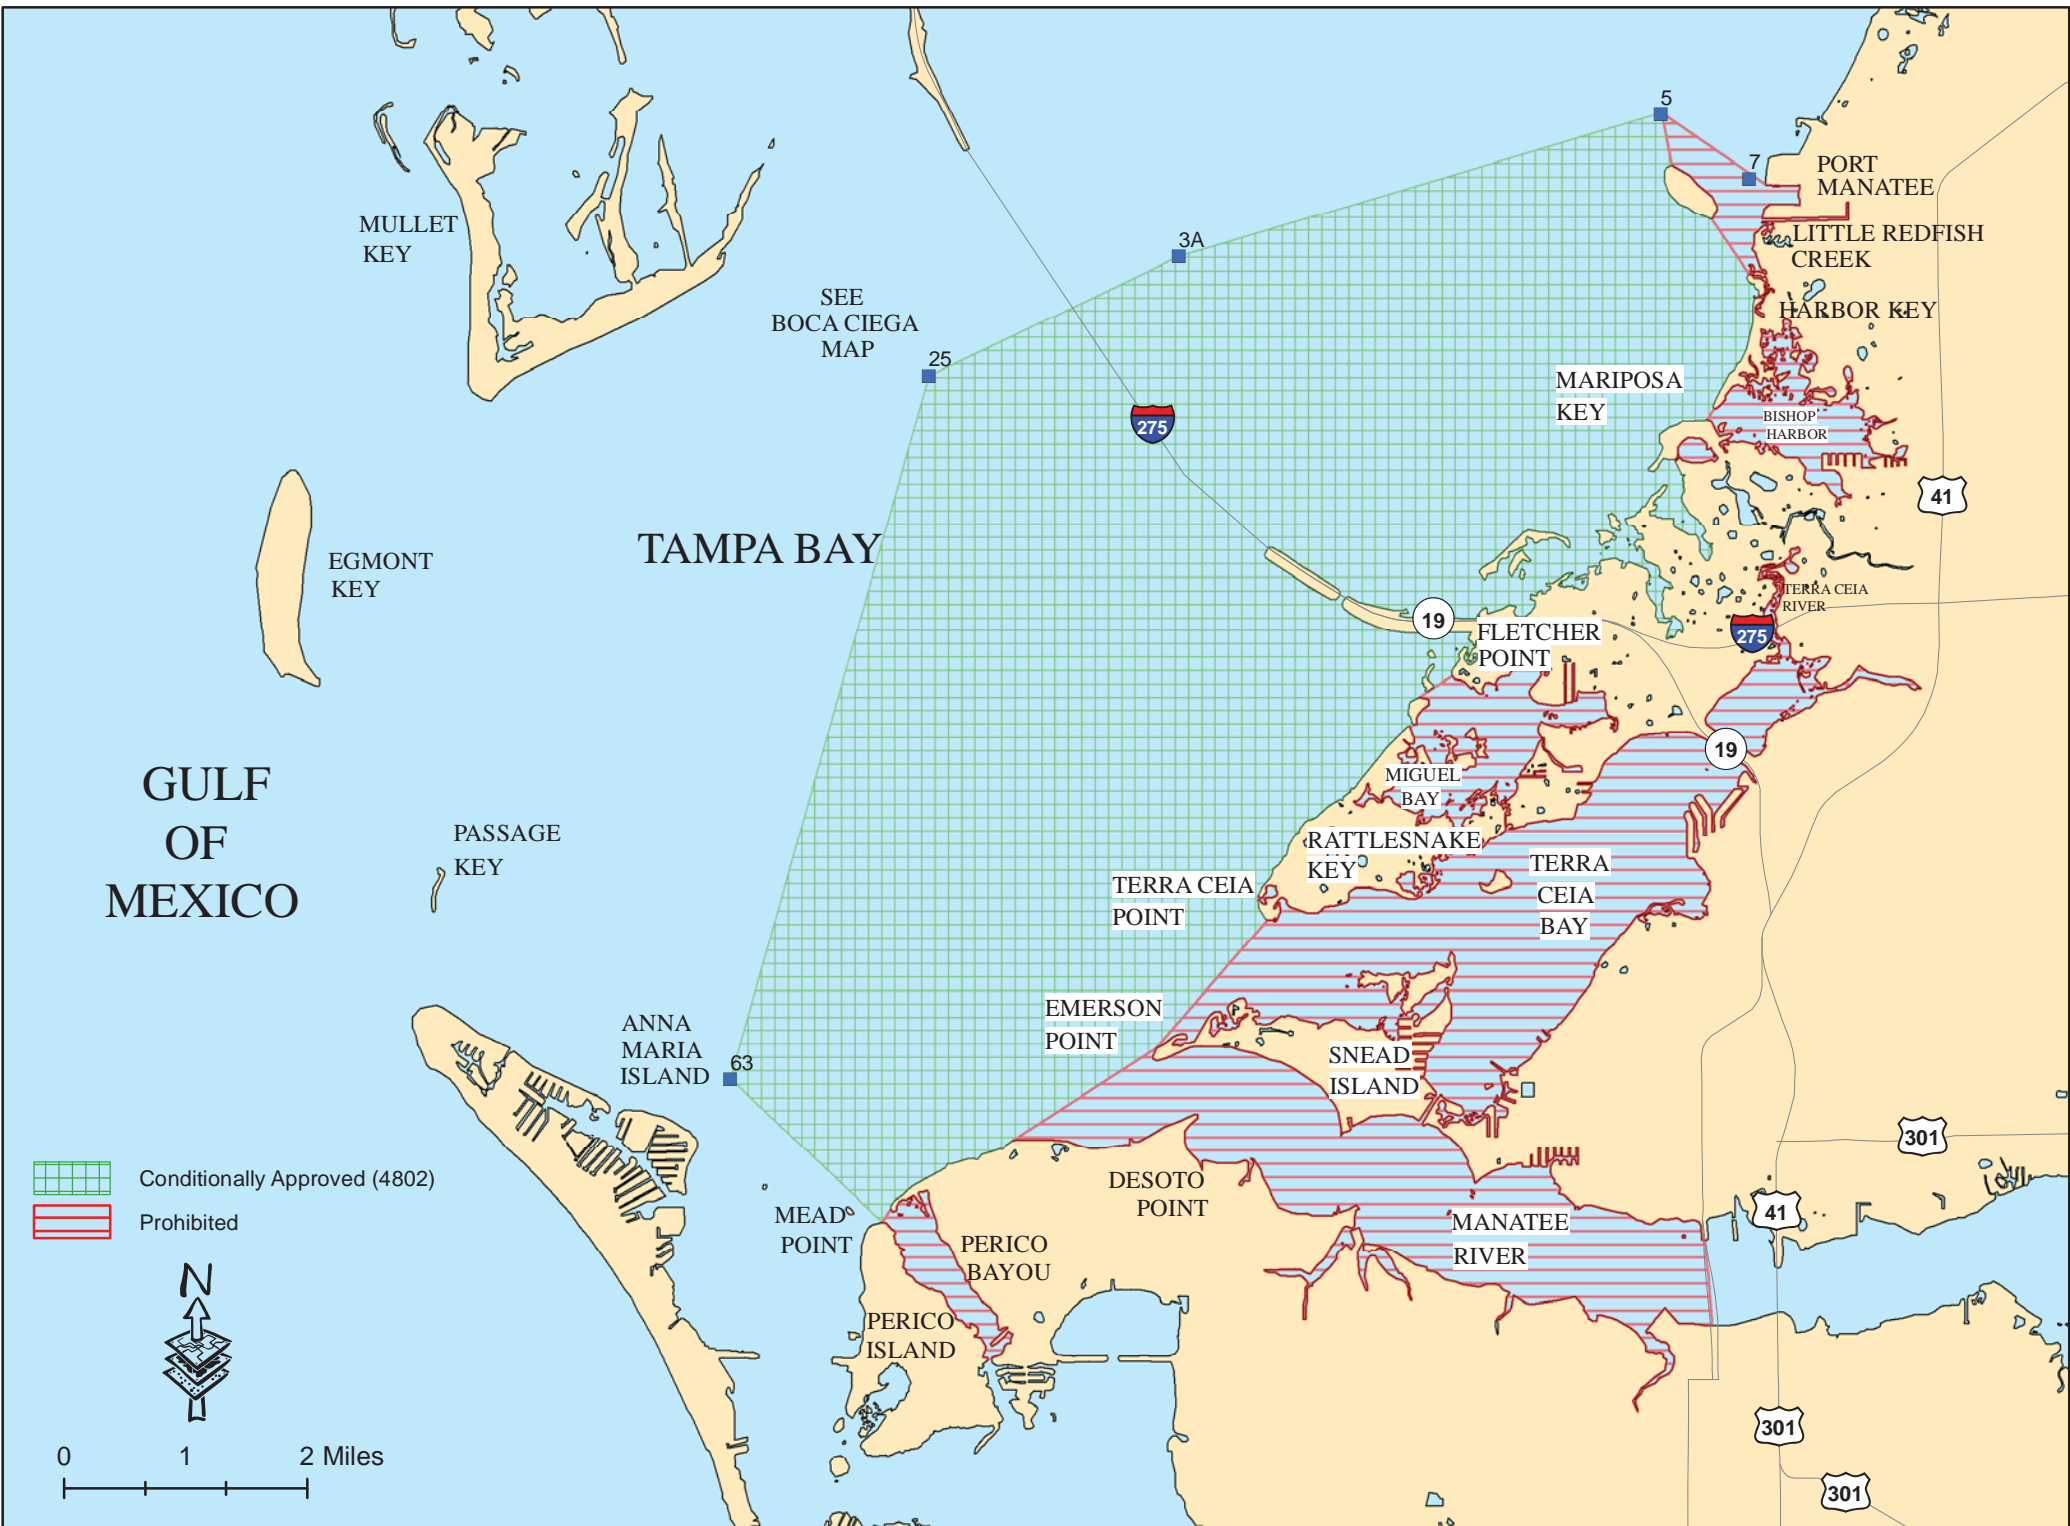 5
7
PORT
MANATEE
MULLET
KEY
3A
LITTLE REDFISH
CREEK
SEE
BOCA CIEGA
MAP
HARBOR KEY
25
MARIPOSA
KEY
275
BISHOP
HARBOR
41
TAMPA BAY
EGMONT
KEY
TERRA CEIA
RIVER
19
FLETCHER
POINT
275
19
GULF
OF
MEXICO
MIGUEL
BAY
PASSAGE
KEY
RATTLESNAKE
KEY
TERRA
CEIA
BAY
TERRA CEIA
POINT
EMERSON
POINT
ANNA
MARIA
ISLAND
63
SNEAD
ISLAND
301
Conditionally Approved (4802)
Prohibited
DESOTO
POINT
41
MEAD
POINT
MANATEE
RIVER
PERICO
BAYOU
N
PERICO
ISLAND
301
0 1 2 Miles
301